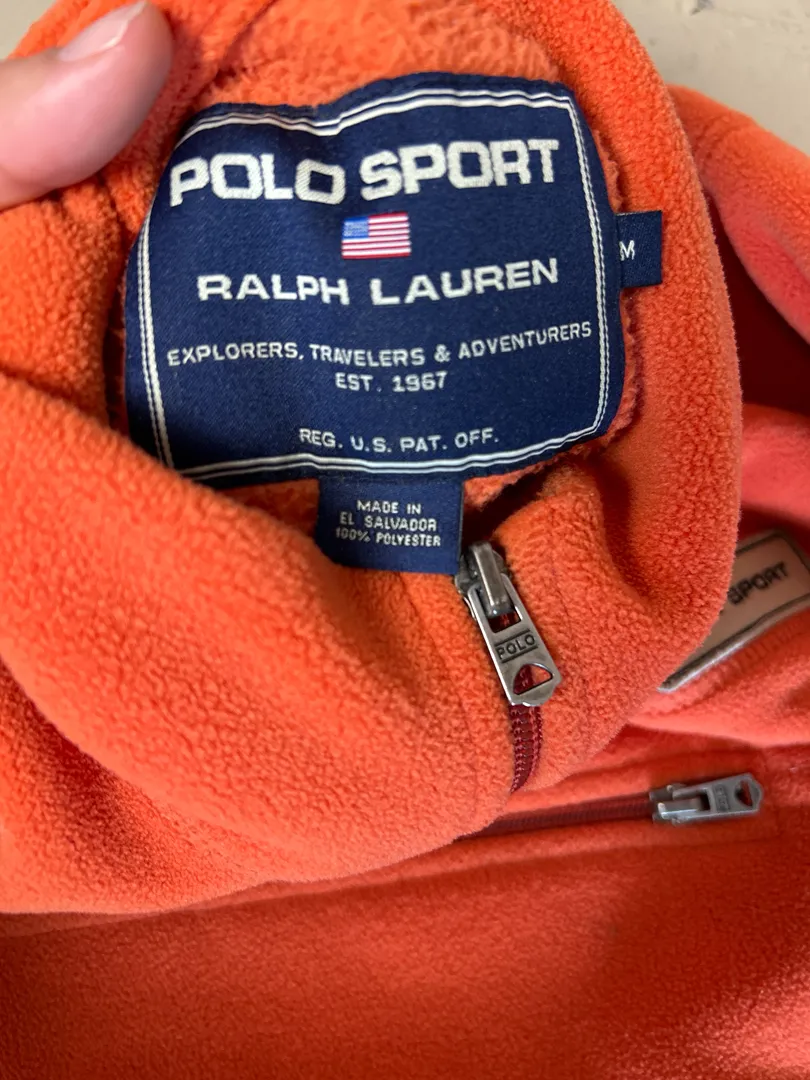 POLO SPORT
RALPH LAUREN
EXPLORERS, TRAVELERS & ADVENTURERS
EST. 1967
REG. U.S. PAT. OFF.
M
MADE IN
EL SALVADOR
100% POLYESTER
POLO
SPORT
POLO